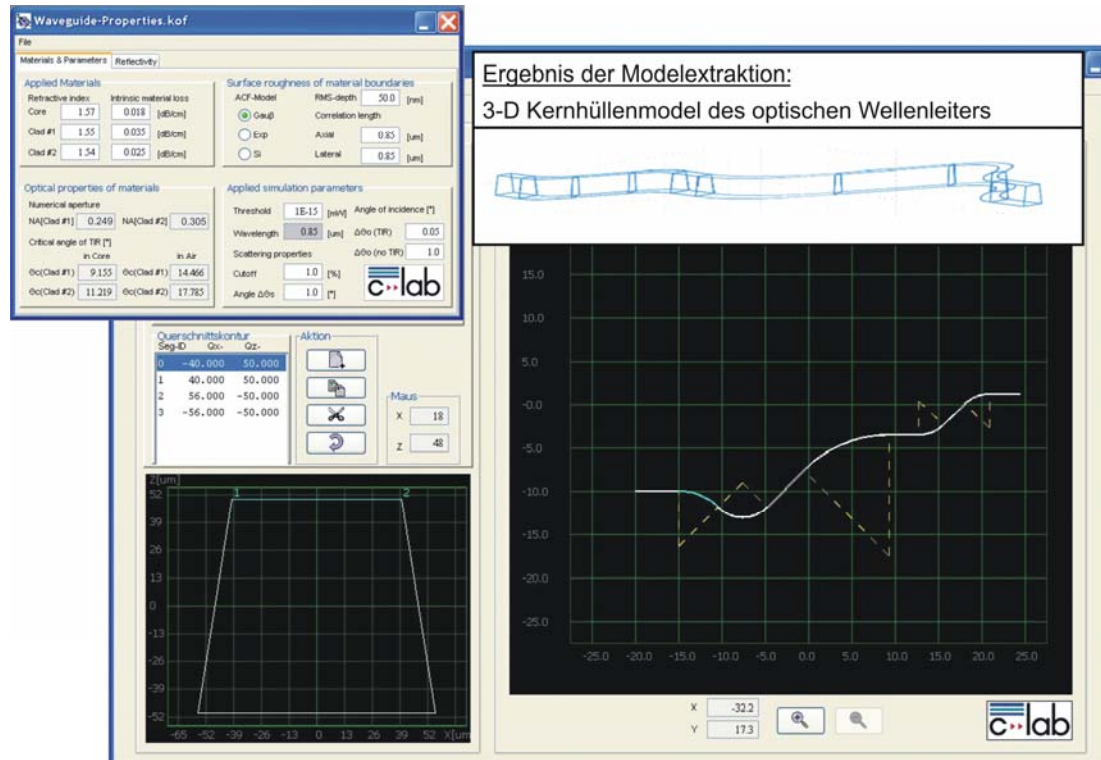 Waveguide-Properties.kof
File
Materials & Parameters Reflectivity
Applied Materials
Refractive index Intrinsic material loss
Core 1.57 0.018 [dB/cm]
Clad #1 1.55 0.035 [dB/cm]
Clad #2 1.54 0.025 [dB/cm]
Surface roughness of material boundaries
ACF-Model RMS-depth 50.0 [nm]
Gauß Correlation length
Exp Axial 0.85 [um]
Si Lateral 0.85 [um]
Optical properties of materials
Numerical aperture
NA[Clad #1] 0.249 NA[Clad #2] 0.305
Critical angle of TIR [°]
in Core in Air
Θc(Clad #1) 9.155 Θc(Clad #1) 14.466
Θc(Clad #2) 11.219 Θc(Clad #2) 17.785
Applied simulation parameters
Threshold 1E-15 [mW] Angle of incidence [°]
Wavelength 0.85 [um] ΔΘo (TIR) 0.05
Scattering properties ΔΘo (no TIR) 1.0
Cutoff 1.0 [%]
Angle ΔΘs 1.0 [°]
c lab
Ergebnis der Modelextraktion:
3-D Kernhüllenmodel des optischen Wellenleiters
Querschnittskontur
Seg-ID Qx- Qz-
0 -40.000 50.000
1 40.000 50.000
2 56.000 -50.000
3 -56.000 -50.000
Aktion
Maus
X 18
Z 48
Z[um]
52
39
26
13
0
-13
-26
-39
-52
1 2
-65 -52 -39 -26 -13 0 13 26 39 52 X[um
15.0
10.0
5.0
-0.0
-5.0
-10.0
-15.0
-20.0
-25.0
-25.0 -20.0 -15.0 -10.0 -5.0 0.0 5.0 10.0 15.0 20.0 25.0
X -32.2
Y 17.3
c lab